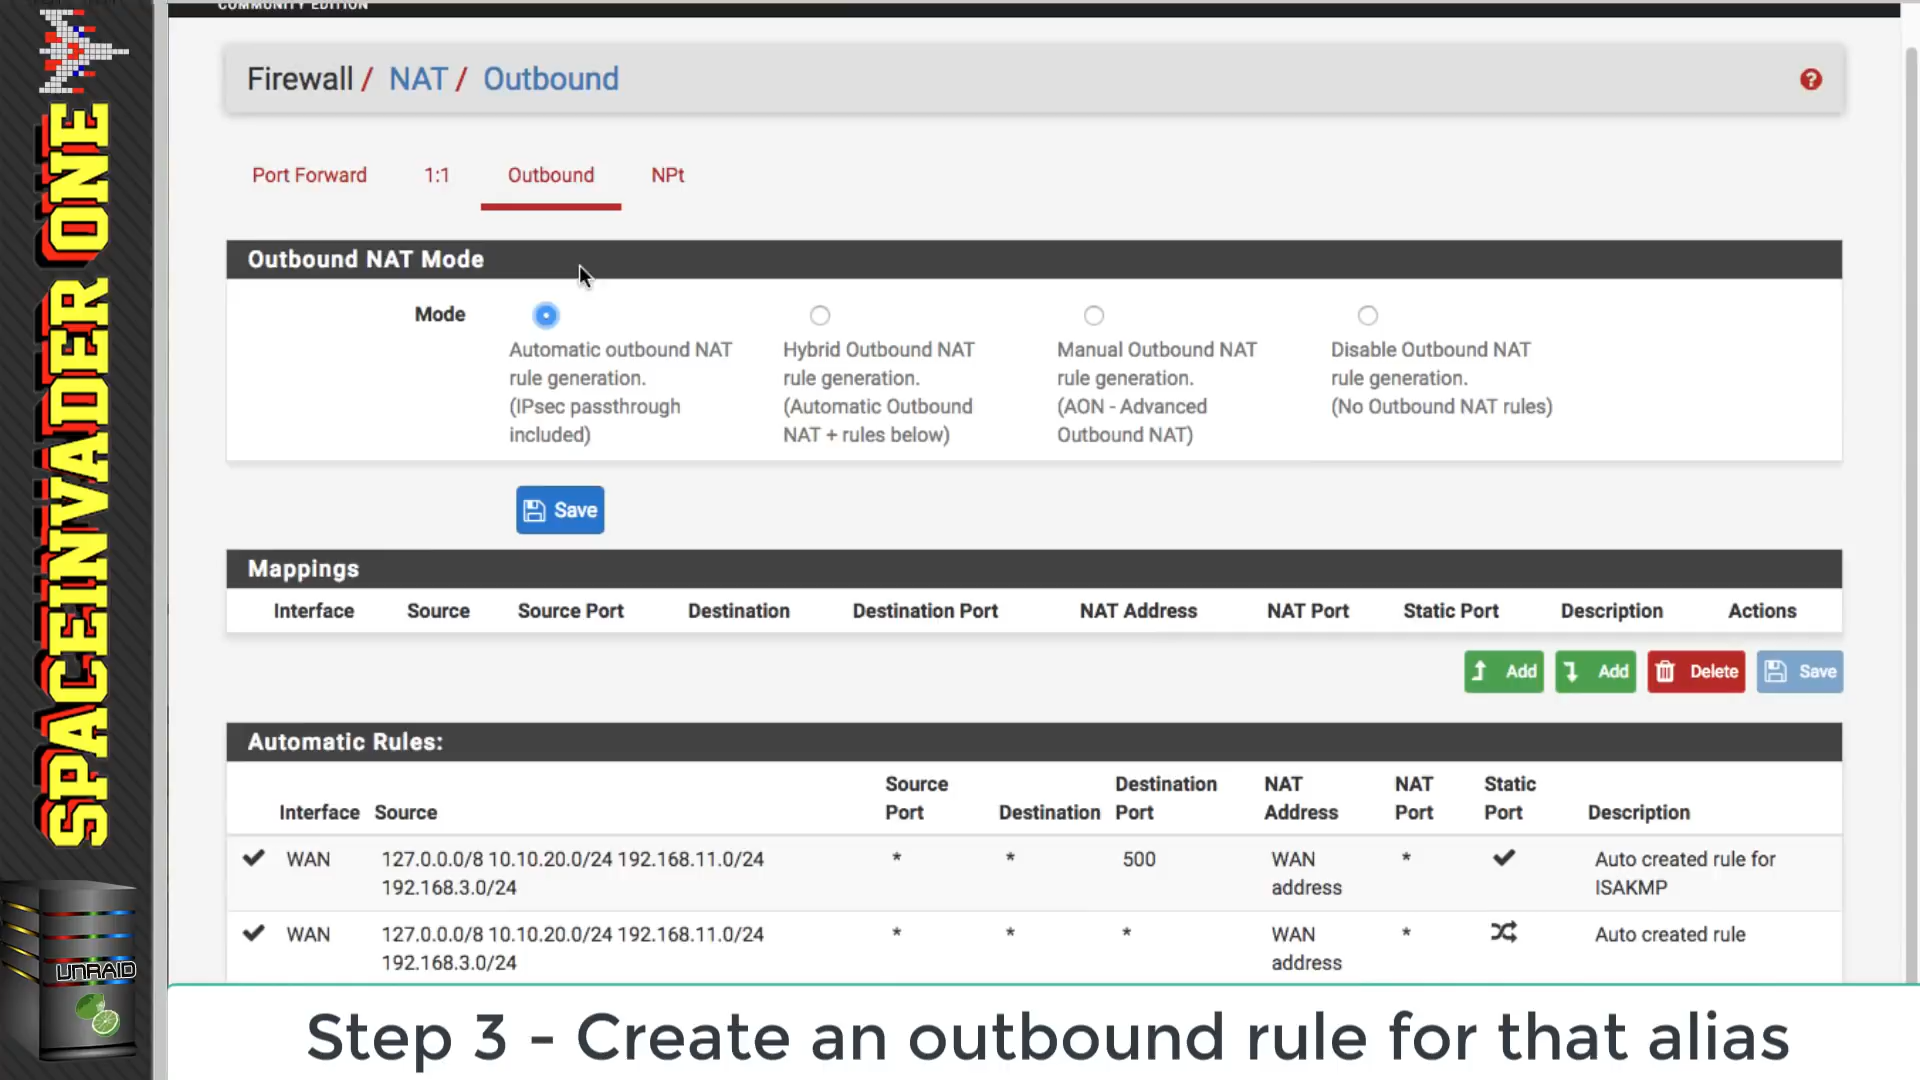 COMMUNITY EDITION
SPACEINVADER ONE
Firewall / NAT / Outbound
Port Forward 1:1 Outbound NPt
Outbound NAT Mode
Mode
Automatic outbound NAT
rule generation.
(IPsec passthrough
included)
Hybrid Outbound NAT
rule generation.
(Automatic Outbound
NAT + rules below)
Manual Outbound NAT
rule generation.
(AON - Advanced
Outbound NAT)
Disable Outbound NAT
rule generation.
(No Outbound NAT rules)
Save
Mappings
Interface Source Source Port Destination Destination Port NAT Address NAT Port Static Port Description Actions
Add Add Delete Save
Automatic Rules:
Interface Source Source Port Destination Destination Port NAT Address NAT Port Static Port Description
WAN 127.0.0.0/8 10.10.20.0/24 192.168.11.0/24 * * 500 WAN * Auto created rule for
192.168.3.0/24 address ISAKMP
WAN 127.0.0.0/8 10.10.20.0/24 192.168.11.0/24 * * * WAN * Auto created rule
192.168.3.0/24 address
UNRAID
Step 3 - Create an outbound rule for that alias